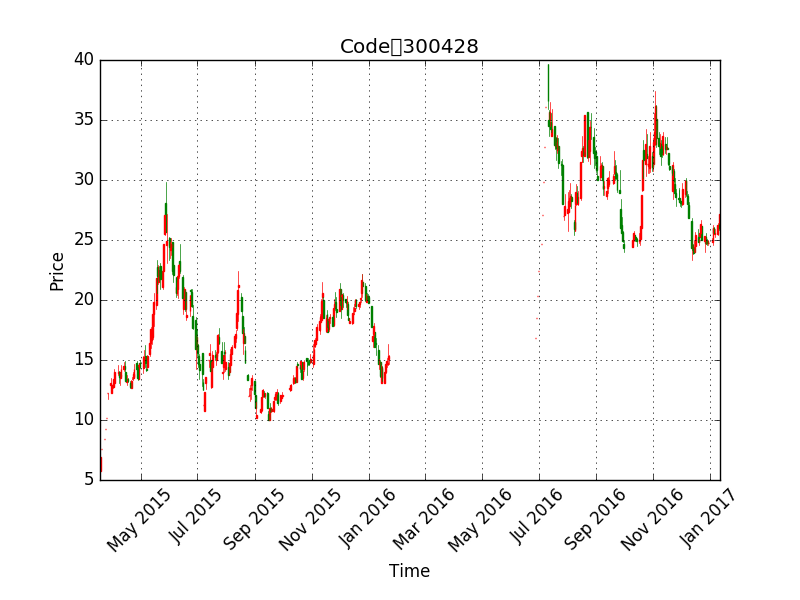 Code▯300428
40
35
30
25
20
15
10
5
Price
May 2015
Jul 2015
Sep 2015
Nov 2015
Jan 2016
Mar 2016
May 2016
Jul 2016
Sep 2016
Nov 2016
Jan 2017
Time